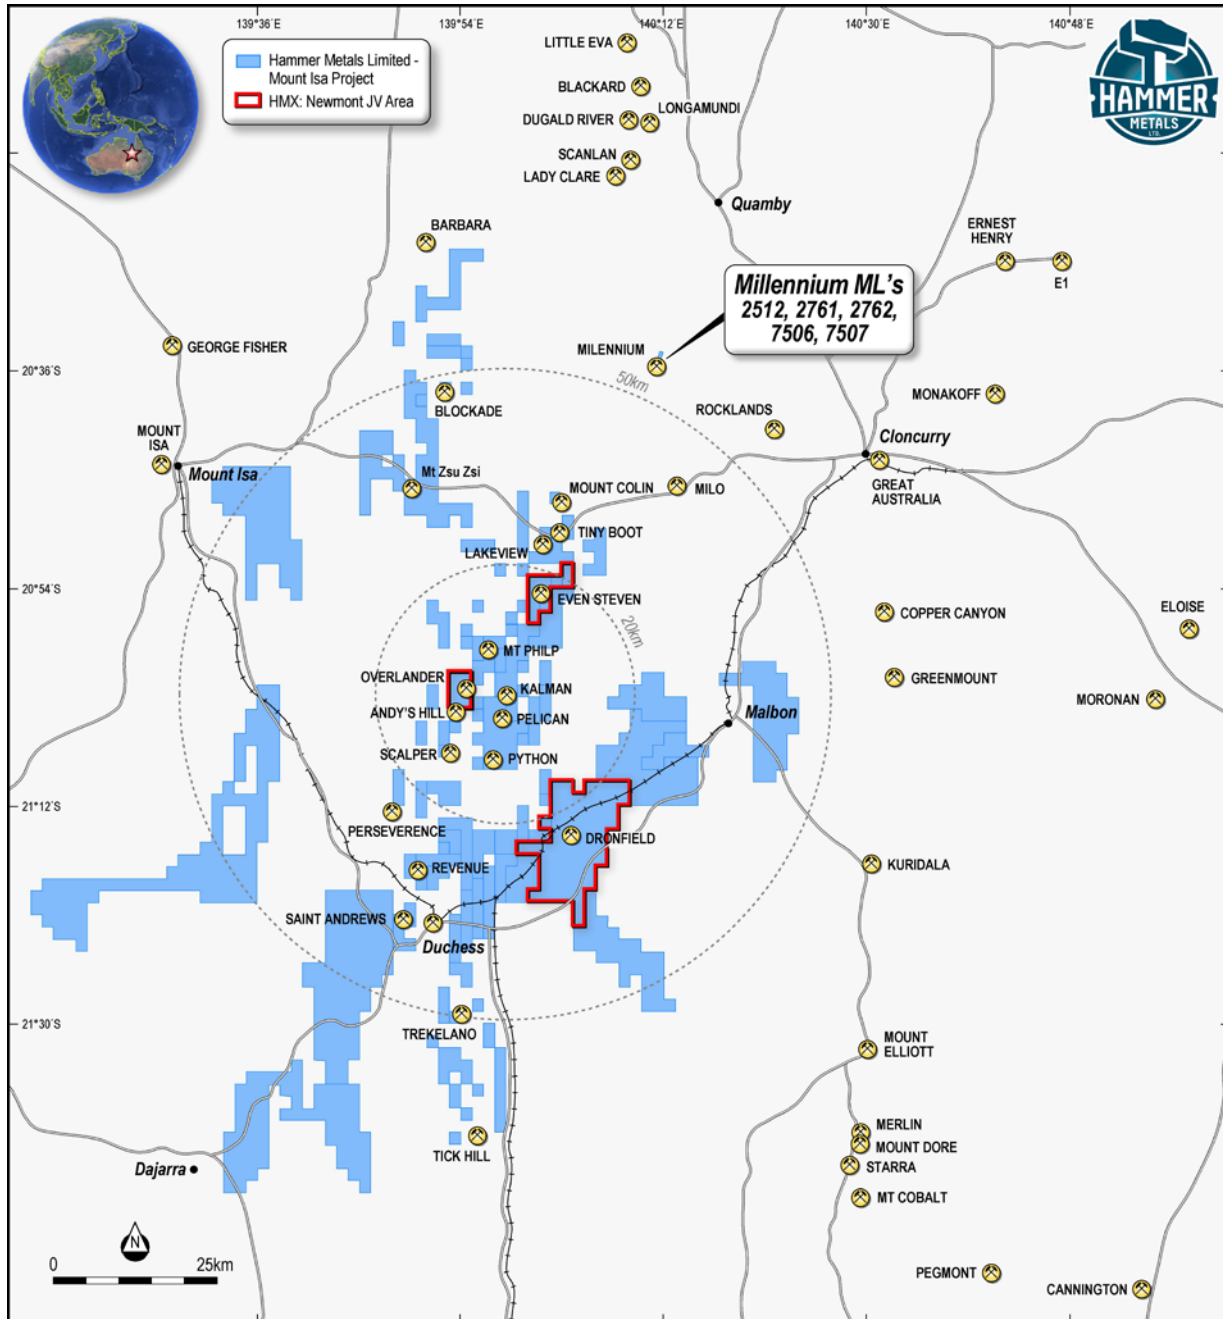 139°36´E
139°54´E
140°12´E
140°30´E
140°48´E
Hammer Metals Limited -
Mount Isa Project
HMX: Newmont JV Area
HAMMER
METALS
LTD.
LITTLE EVA
BLACKARD
LONGAMUNDI
DUGALD RIVER
SCANLAN
LADY CLARE
Quamby
BARBARA
ERNEST
HENRY
E1
Millennium ML's
2512, 2761, 2762,
7506, 7507
GEORGE FISHER
MILENNIUM
20°36´S
50km
BLOCKADE
MONAKOFF
ROCKLANDS
MOUNT
ISA
Mount Isa
Cloncurry
Mt Zsu Zsi
GREAT
AUSTRALIA
MOUNT COLIN
MILO
TINY BOOT
LAKEVIEW
20°54´S
EVEN STEVEN
20km
COPPER CANYON
ELOISE
MT PHILP
OVERLANDER
KALMAN
GREENMOUNT
MORONAN
ANDY'S HILL
PELICAN
Malbon
SCALPER
PYTHON
21°12´S
PERSEVERENCE
DRONFIELD
REVENUE
KURIDALA
SAINT ANDREWS
Duchess
21°30´S
TREKELANO
MOUNT
ELLIOTT
MERLIN
MOUNT DORE
STARRA
TICK HILL
Dajarra
MT COBALT
N
0
25km
PEGMONT
CANNINGTON